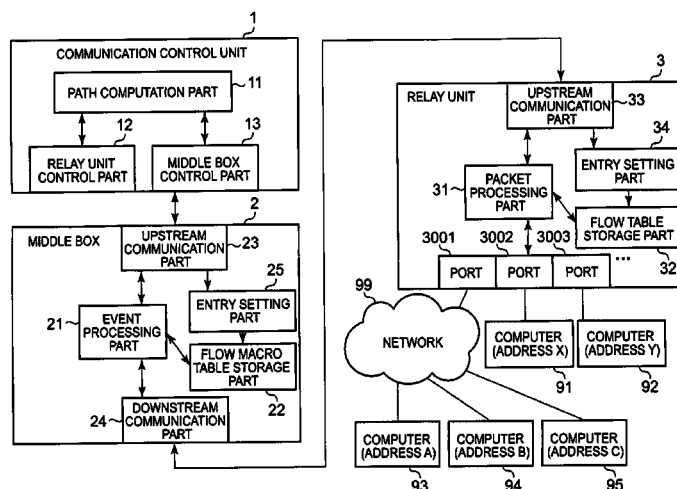 1
COMMUNICATION CONTROL UNIT
PATH COMPUTATION PART
11
12
13
RELAY UNIT
CONTROL PART
MIDDLE BOX
CONTROL PART
2
MIDDLE BOX
UPSTREAM
COMMUNICATION
PART
23
25
21
EVENT
PROCESSING
PART
ENTRY SETTING
PART
FLOW MACRO
TABLE STORAGE
PART
22
24
DOWNSTREAM
COMMUNICATION
PART
3
RELAY UNIT
UPSTREAM
COMMUNICATION
PART
33
34
31
PACKET
PROCESSING
PART
ENTRY SETTING
PART
FLOW TABLE
STORAGE PART
32
3001
3002
3003
PORT
PORT
PORT
...
99
NETWORK
COMPUTER
(ADDRESS X)
91
COMPUTER
(ADDRESS Y)
92
COMPUTER
(ADDRESS A)
93
COMPUTER
(ADDRESS B)
94
COMPUTER
(ADDRESS C)
95